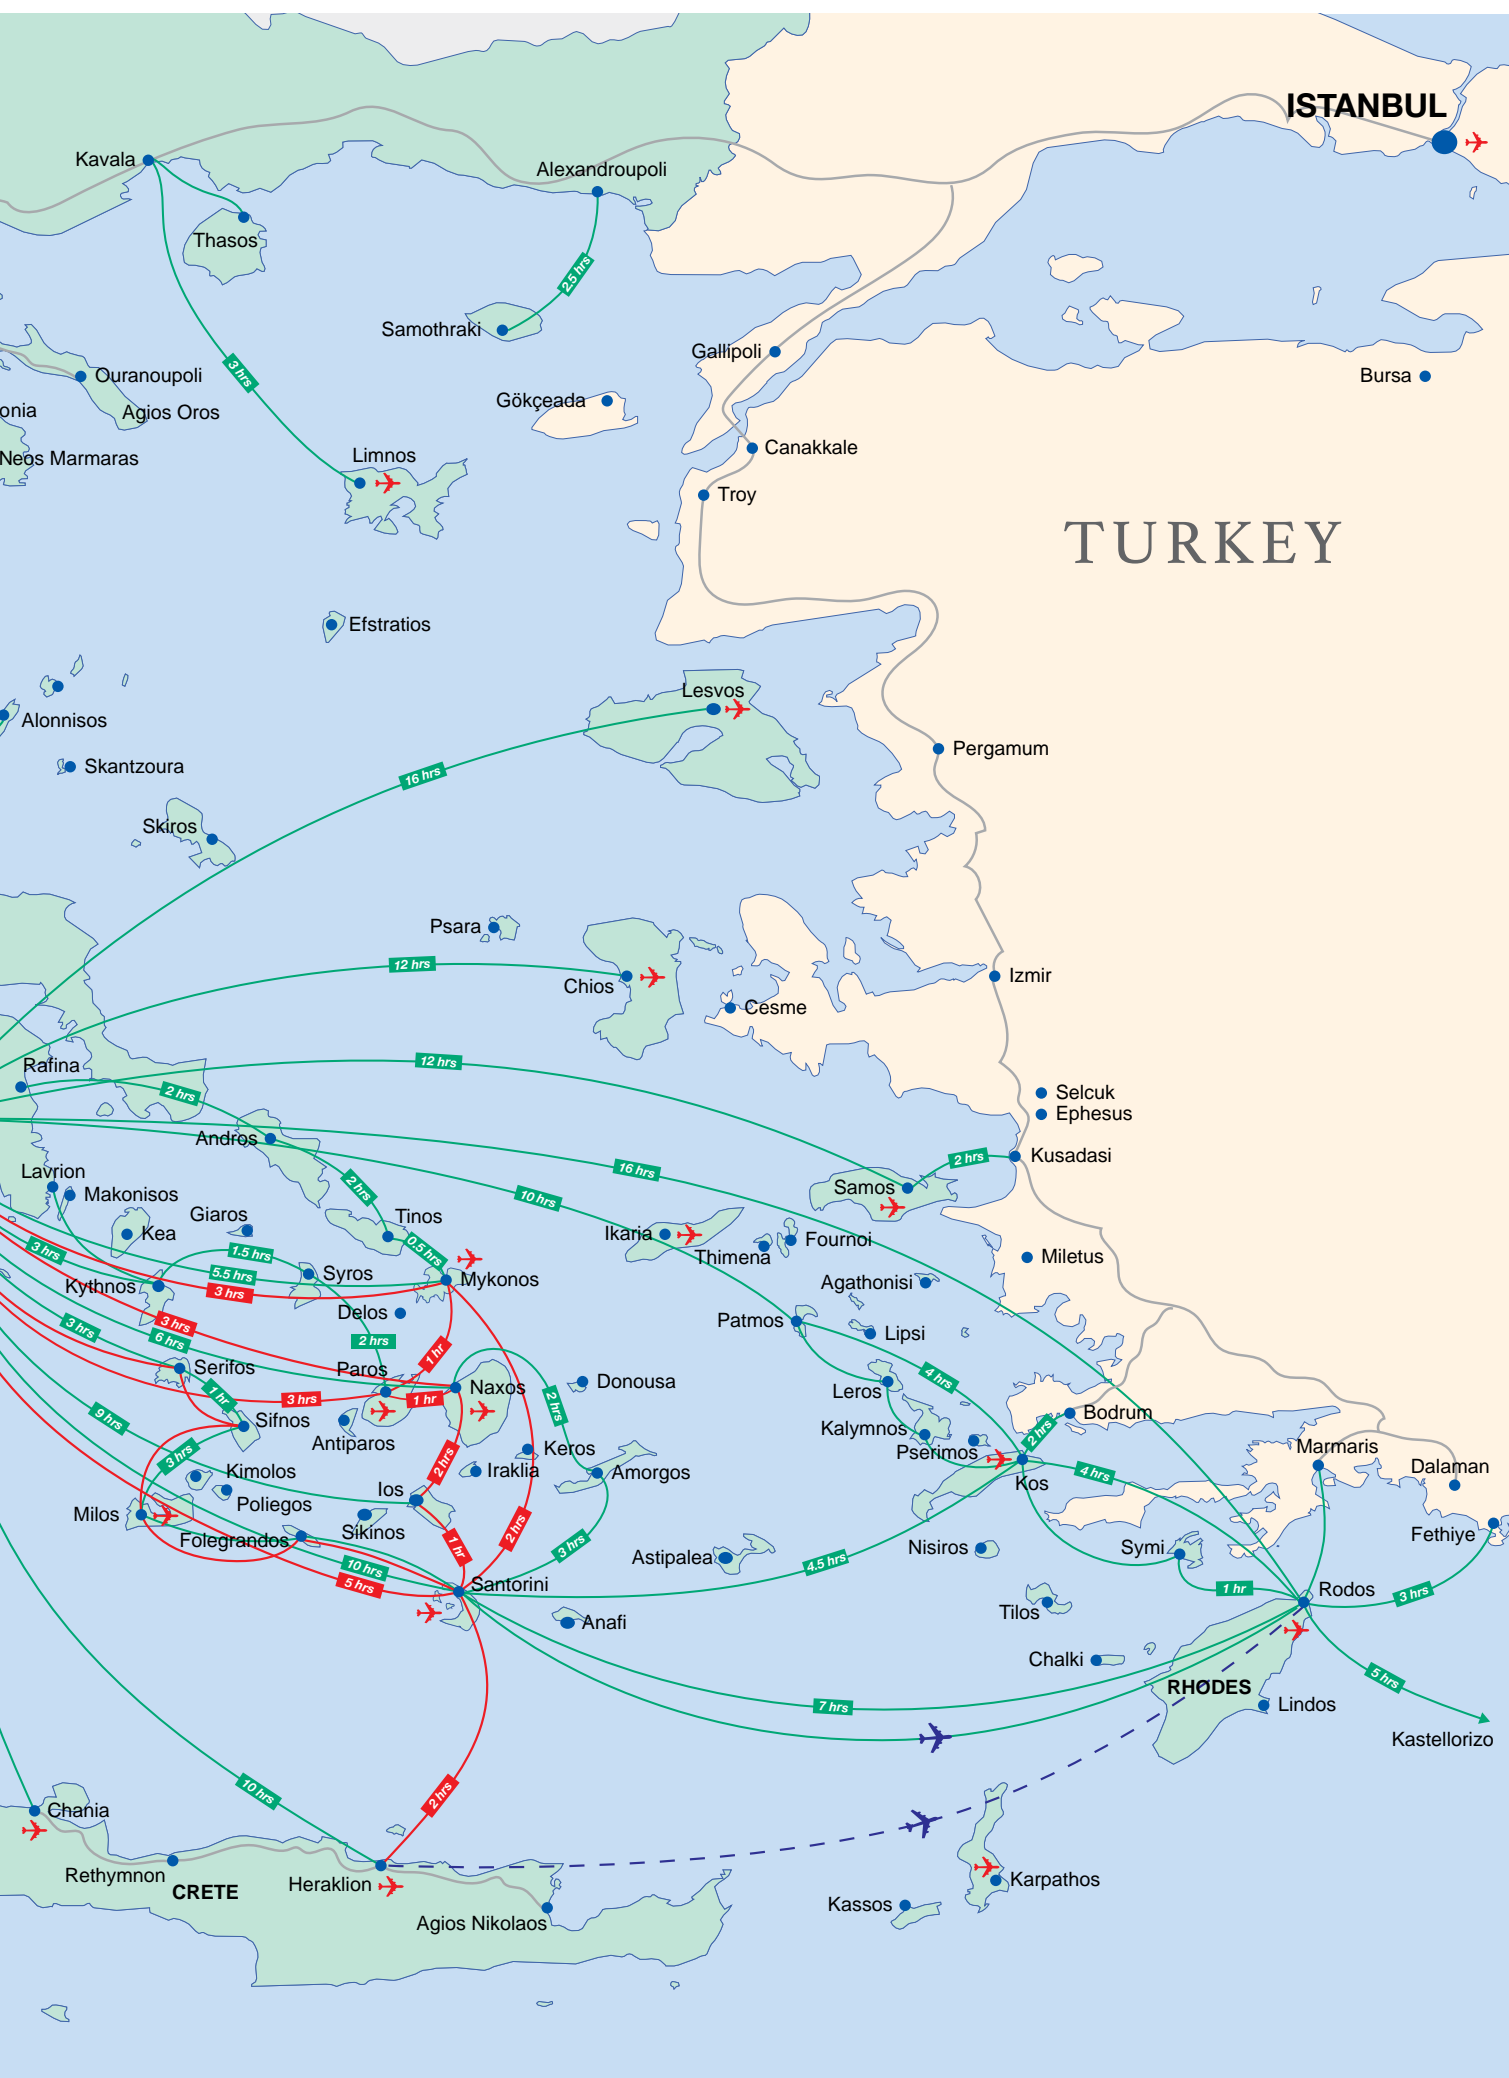 ISTANBUL
Kavala
Alexandroupoli
Thasos
2.5 hrs
Samothraki
Gallipoli
3 hrs
Ouranoupoli
Bursa
Gökçeada
onia
Agios Oros
Canakkale
Limnos
Neos Marmaras
Troy
TURKEY
Efstratios
Lesvos
Alonnisos
Pergamum
Skantzoura
16 hrs
Skiros
Psara
12 hrs
Chios
Izmir
Cesme
Rafina
12 hrs
2 hrs
Selcuk
Ephesus
Andros
Kusadasi
2 hrs
16 hrs
Lavrion
Makonisos
2 hrs
10 hrs
Samos
Giaros
Tinos
Kea
Ikaria
Fournoi
Thimena
3 hrs
1.5 hrs
0.5 hrs
Miletus
5.5 hrs
Syros
Mykonos
Agathonisi
Kythnos
3 hrs
Delos
Patmos
Lipsi
3 hrs
3 hrs
6 hrs
2 hrs
1 hr
Serifos
Paros
4 hrs
Naxos
Donousa
Leros
1 hr
3 hrs
1 hr
2 hrs
9 hrs
Sifnos
Bodrum
Antiparos
Kalymnos
2 hrs
Keros
Pserimos
Marmaris
3 hrs
2 hrs
Iraklia
Amorgos
Kos
4 hrs
Dalaman
Kimolos
Ios
Poliegos
Milos
Sikinos
2 hrs
Folegrandos
1 hr
3 hrs
Fethiye
Astipalea
4.5 hrs
Nisiros
Symi
10 hrs
5 hrs
Santorini
1 hr
Rodos
3 hrs
Anafi
Tilos
Chalki
5 hrs
RHODES
7 hrs
Lindos
Kastellorizo
10 hrs
2 hrs
Chania
Rethymnon
CRETE
Heraklion
Karpathos
Kassos
Agios Nikolaos